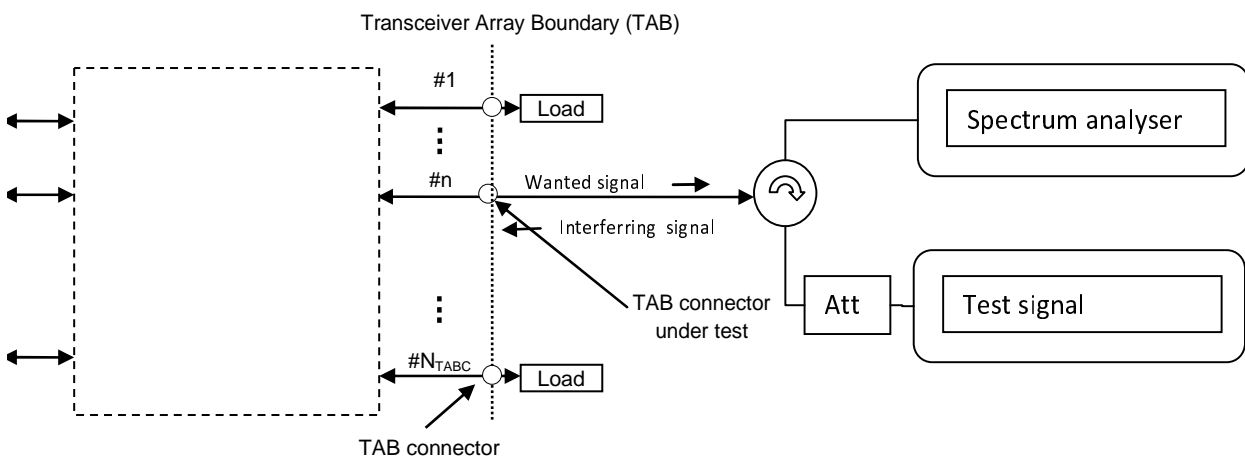 Transceiver Array Boundary (TAB)
#1
Load
Spectrum analyser
#n
Wanted signal
Interferring signal
TAB connector
under test
Att
Test signal
#NTABC
Load
TAB connector